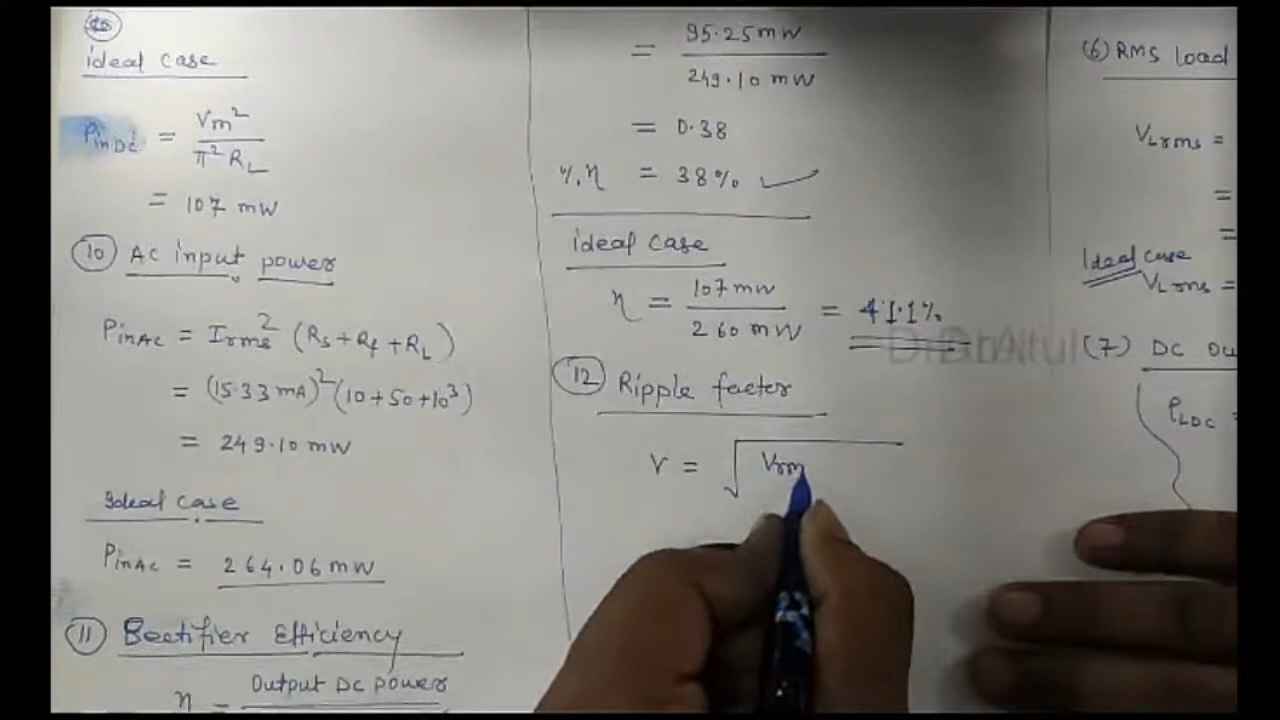 ideal case
PinDC = Vm² / π² RL
= 107 mW
(10) AC input power
PinAC = Irms² (Rs+Rf+RL)
= (15.33 mA)² (10+50+10³)
= 249.10 mW
Ideal case
PinAC = 264.06 mW
(11) Rectifier Efficiency
η = Output DC power
= 95.25 mW / 249.10 mW
= 0.38
%η = 38% ✓
ideal case
η = 107 mW / 260 mW = 41.1%
(12) Ripple factor
r = √ Vrm
(6) RMS load
VLrms =
=
=
Ideal case
VLrms =
(7) DC Ou
PLDC =